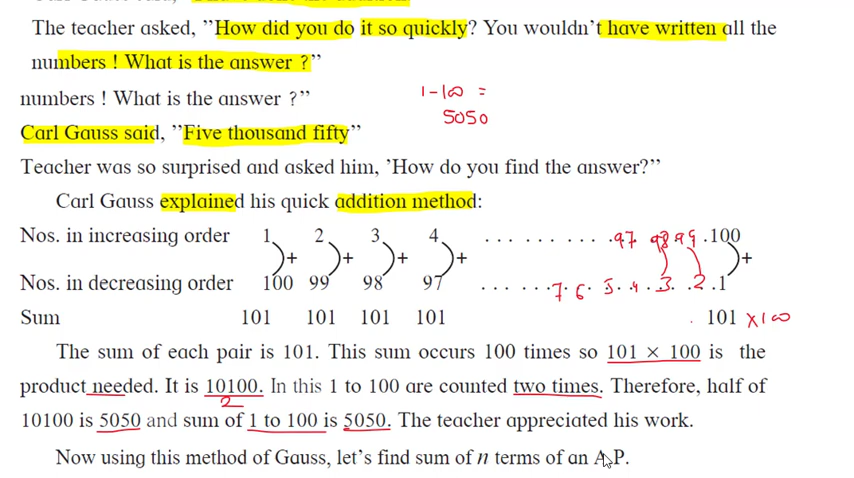 The teacher asked, "How did you do it so quickly? You wouldn't have written all the
numbers ! What is the answer ?"
numbers ! What is the answer ?"
1-100 =
5050
Carl Gauss said, "Five thousand fifty"
Teacher was so surprised and asked him, 'How do you find the answer?"
Carl Gauss explained his quick addition method:
Nos. in increasing order 1 2 3 4 . . . . . . . . . . . . . 97 98 99 . 100
+ + + + +
Nos. in decreasing order 100 99 98 97 . . . . . . 7 . 6 . 5 . 4 . 3 . . 2 . 1
Sum 101 101 101 101 101 × 100
The sum of each pair is 101. This sum occurs 100 times so 101 × 100 is the
product needed. It is 10100. In this 1 to 100 are counted two times. Therefore, half of
2
10100 is 5050 and sum of 1 to 100 is 5050. The teacher appreciated his work.
Now using this method of Gauss, let's find sum of n terms of an A.P.